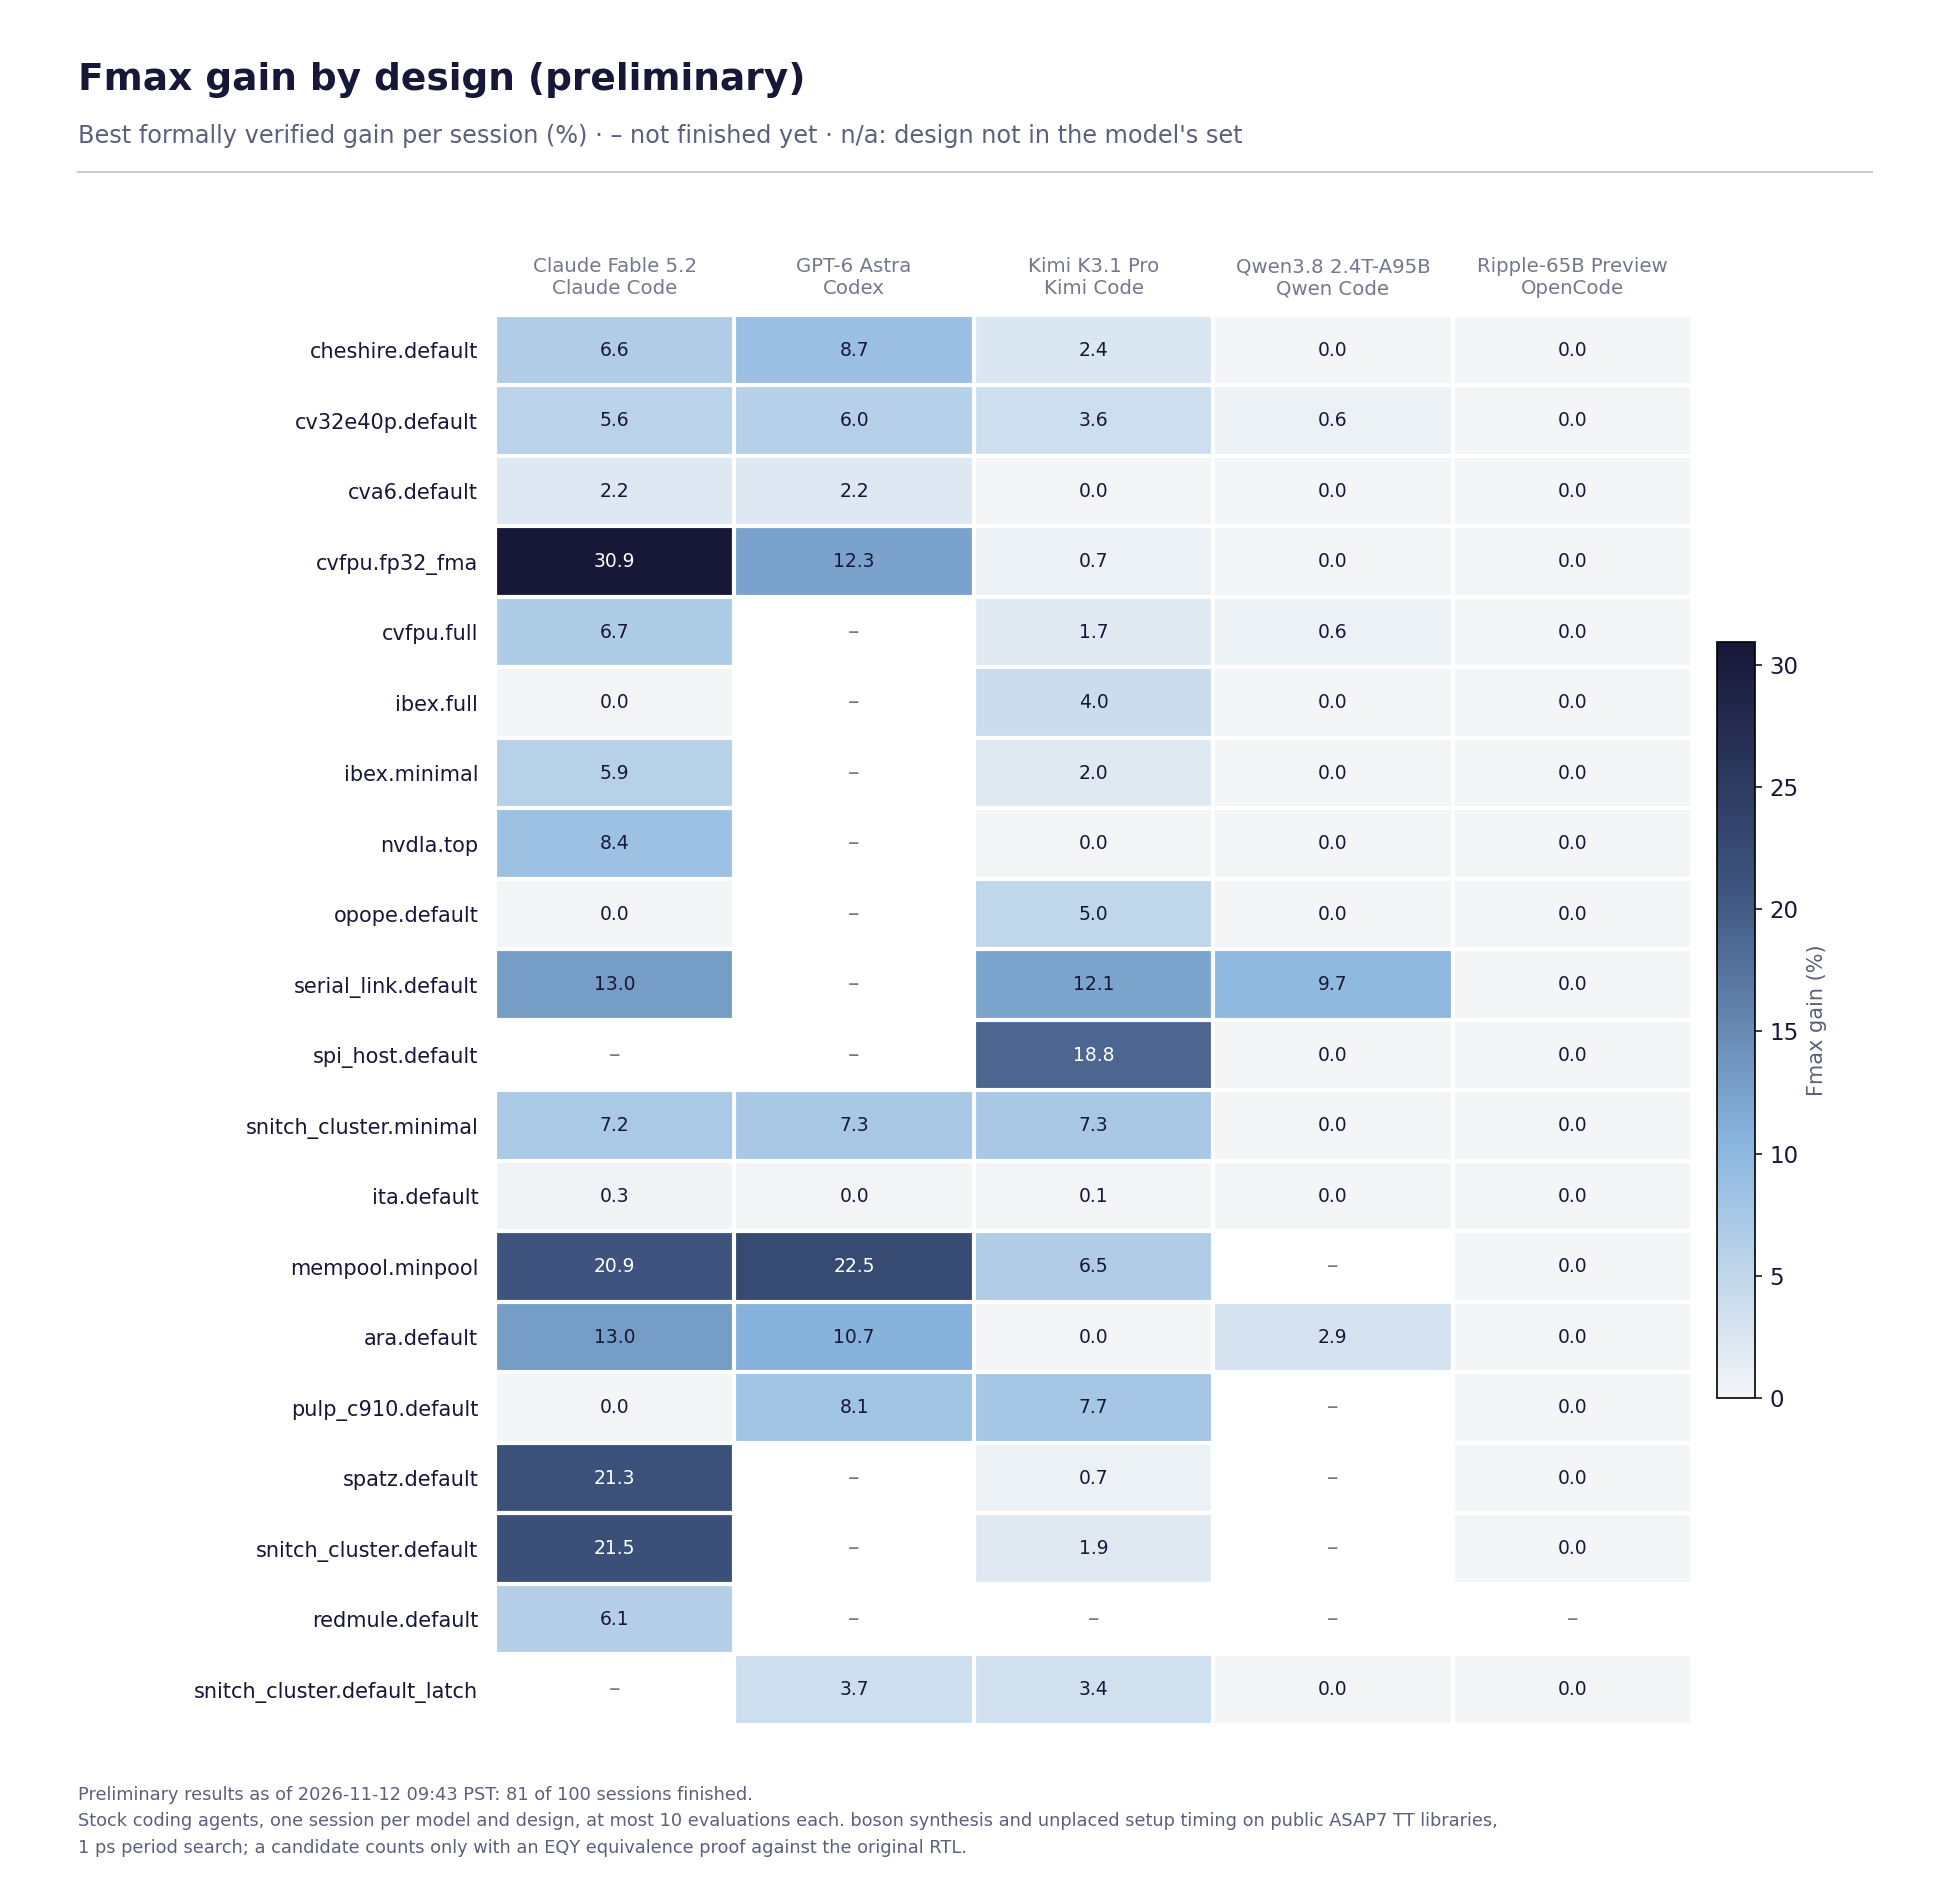 Fmax gain by design (preliminary)
Best formally verified gain per session (%) · – not finished yet · n/a: design not in the model's set
Claude Fable 5.2 GPT-6 Astra Kimi K3.1 Pro Qwen3.8 2.4T-A95B Ripple-65B Preview
Claude Code Codex Kimi Code Qwen Code OpenCode
cheshire.default 6.6 8.7 2.4 0.0 0.0
cv32e40p.default 5.6 6.0 3.6 0.6 0.0
cva6.default 2.2 2.2 0.0 0.0 0.0
cvfpu.fp32_fma 30.9 12.3 0.7 0.0 0.0
cvfpu.full 6.7 – 1.7 0.6 0.0
ibex.full 0.0 – 4.0 0.0 0.0
ibex.minimal 5.9 – 2.0 0.0 0.0
nvdla.top 8.4 – 0.0 0.0 0.0
opope.default 0.0 – 5.0 0.0 0.0
serial_link.default 13.0 – 12.1 9.7 0.0
spi_host.default – – 18.8 0.0 0.0
snitch_cluster.minimal 7.2 7.3 7.3 0.0 0.0
ita.default 0.3 0.0 0.1 0.0 0.0
mempool.minpool 20.9 22.5 6.5 – 0.0
ara.default 13.0 10.7 0.0 2.9 0.0
pulp_c910.default 0.0 8.1 7.7 – 0.0
spatz.default 21.3 – 0.7 – 0.0
snitch_cluster.default 21.5 – 1.9 – 0.0
redmule.default 6.1 – – – –
snitch_cluster.default_latch – 3.7 3.4 0.0 0.0
30
25
20
15
10
5
0
Fmax gain (%)
Preliminary results as of 2026-11-12 09:43 PST: 81 of 100 sessions finished.
Stock coding agents, one session per model and design, at most 10 evaluations each. boson synthesis and unplaced setup timing on public ASAP7 TT libraries,
1 ps period search; a candidate counts only with an EQY equivalence proof against the original RTL.